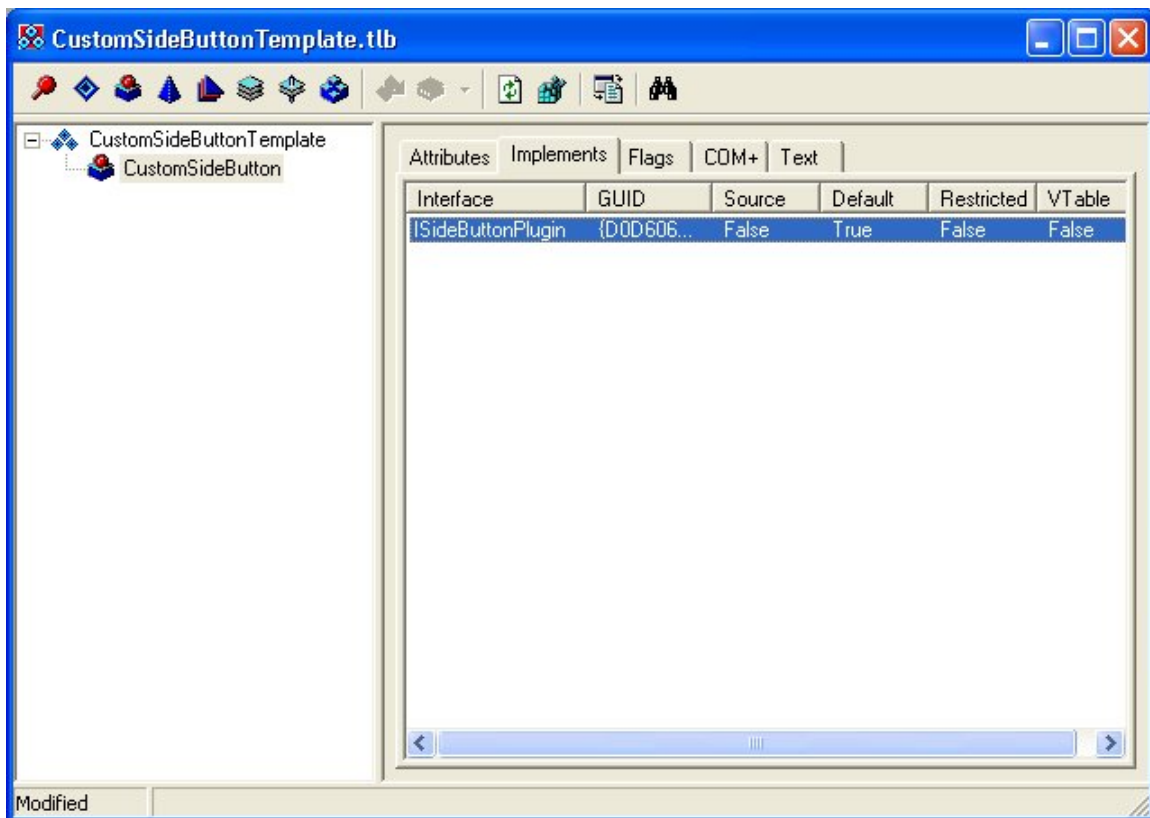 CustomSideButtonTemplate.tlb
CustomSideButtonTemplate
CustomSideButton
Attributes Implements Flags COM+ Text
Interface GUID Source Default Restricted VTable
ISideButtonPlugin {D0D606... False True False False
Modified